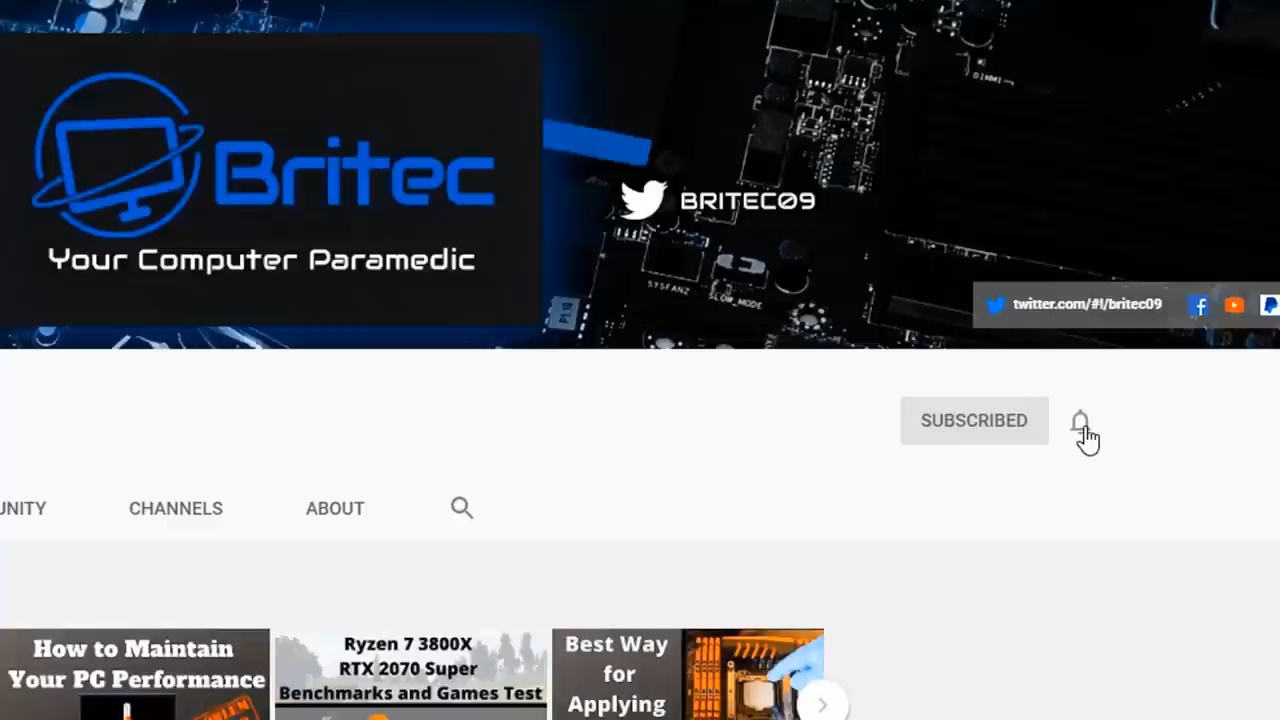 Britec
Your Computer Paramedic
BRITEC09
twitter.com/#!/britec09
DIMM1
SYSFAN2
SLOW_MODE
SUBSCRIBED
UNITY
CHANNELS
ABOUT
How to Maintain
Your PC Performance
Ryzen 7 3800X
RTX 2070 Super
Benchmarks and Games Test
Best Way
for
Applying